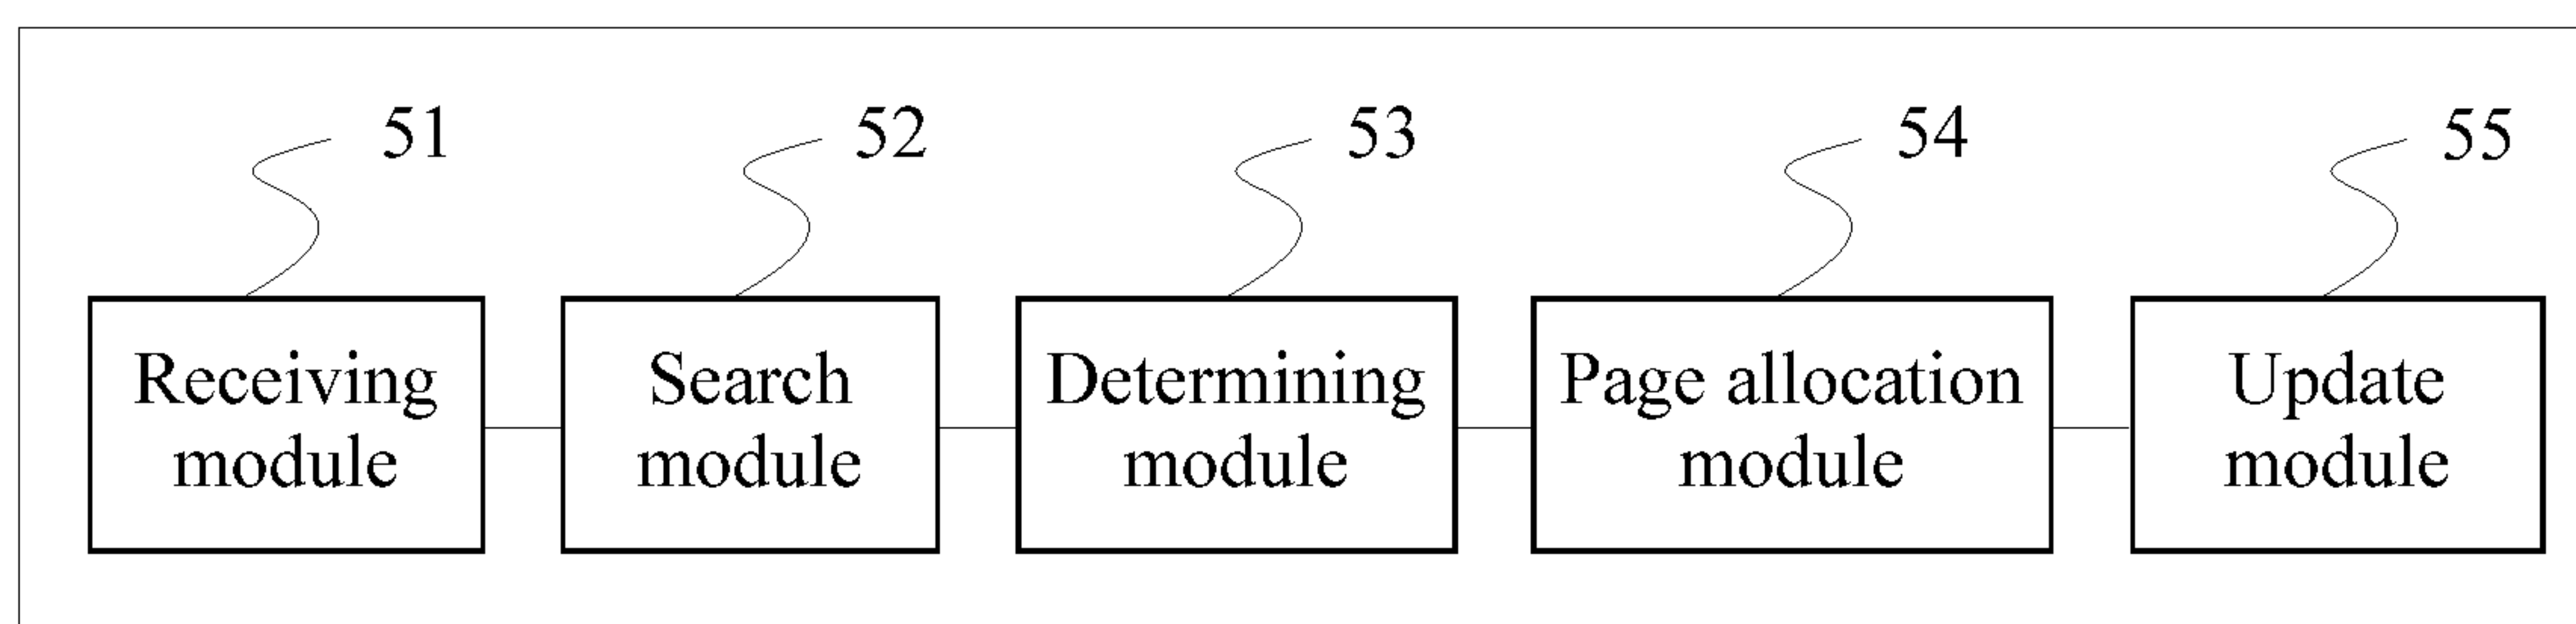 51
52
53
54
55
Receiving
module
Search
module
Determining
module
Page allocation
module
Update
module